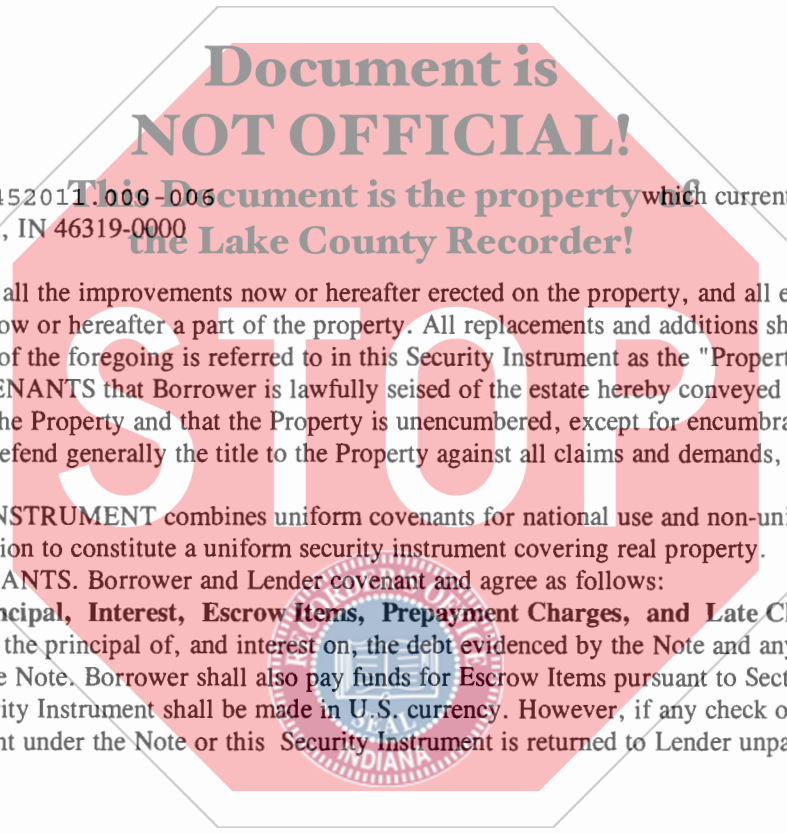 Document is
NOT OFFICIAL!
This Document is the property of
the Lake County Recorder!
452011.000-006 which current
, IN 46319-0000
all the improvements now or hereafter erected on the property, and all e
ow or hereafter a part of the property. All replacements and additions sh
of the foregoing is referred to in this Security Instrument as the "Propert
ENANTS that Borrower is lawfully seised of the estate hereby conveyed
he Property and that the Property is unencumbered, except for encumbra
efend generally the title to the Property against all claims and demands,
NSTRUMENT combines uniform covenants for national use and non-uni
ion to constitute a uniform security instrument covering real property.
ANTS. Borrower and Lender covenant and agree as follows:
ncipal, Interest, Escrow Items, Prepayment Charges, and Late Cl
the principal of, and interest on, the debt evidenced by the Note and any
e Note. Borrower shall also pay funds for Escrow Items pursuant to Sect
ity Instrument shall be made in U.S. currency. However, if any check o
nt under the Note or this Security Instrument is returned to Lender unpa
STOP
RECORDER'S OFFICE
SEAL
INDIANA